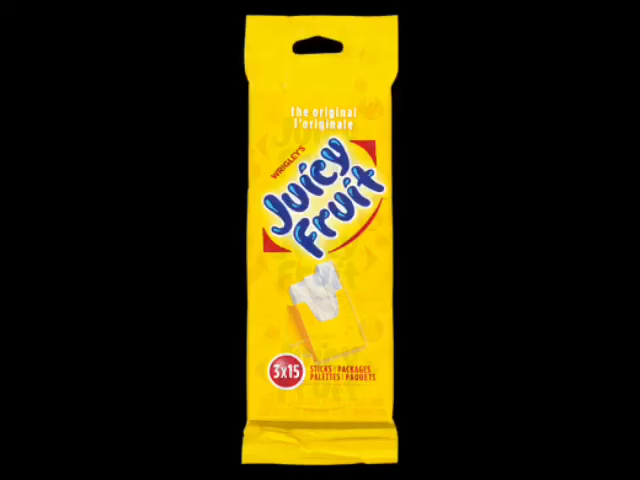 the original
l'originale
WRIGLEY'S
Juicy
Fruit
3x15
STICKS | PACKAGES
PALETTES | PAQUETS